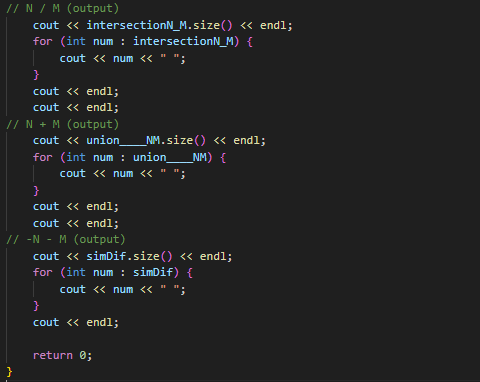 // N / M (output)
cout << intersectionN_M.size() << endl;
for (int num : intersectionN_M) {
cout << num << " ";
}
cout << endl;
cout << endl;
// N + M (output)
cout << union____NM.size() << endl;
for (int num : union____NM) {
cout << num << " ";
}
cout << endl;
cout << endl;
// -N - M (output)
cout << simDif.size() << endl;
for (int num : simDif) {
cout << num << " ";
}
cout << endl;
return 0;
}